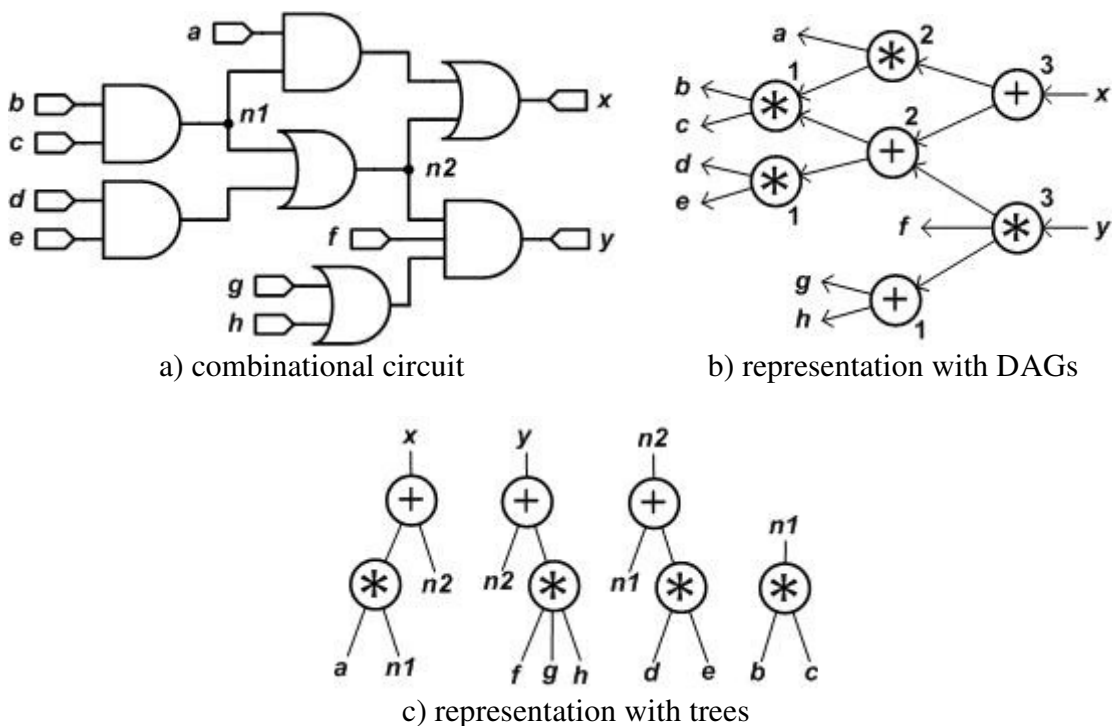 a
b
c
n1
d
e
n2
x
f
g
h
y
a) combinational circuit
a
*
2
b
c
*
1
+
3
x
+
2
d
e
*
1
f
*
3
y
g
h
+
1
b) representation with DAGs
x
y
n2
+
+
+
n1
*
n2
n2
*
n1
*
*
a n1
f g h
d e
b c
c) representation with trees